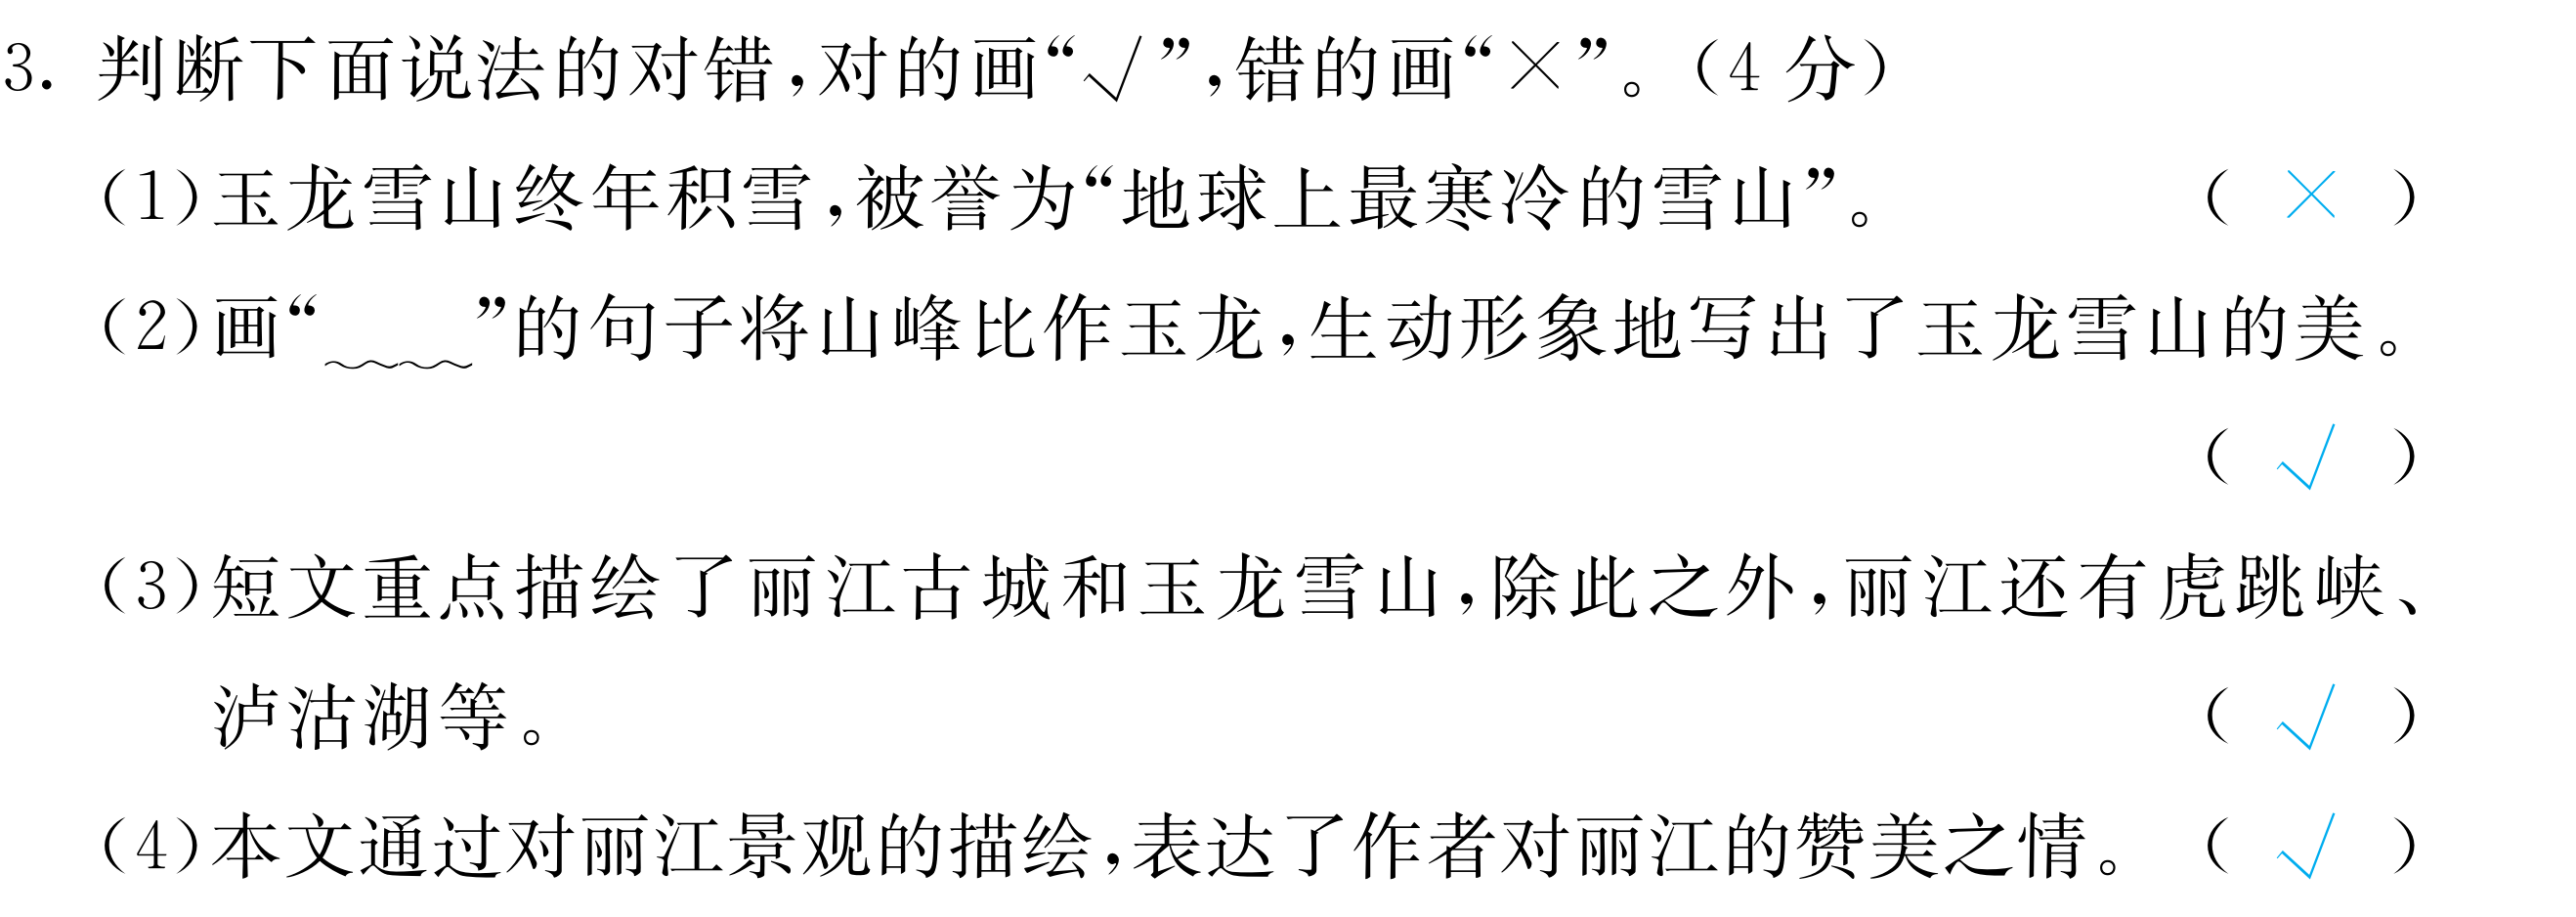 3. 判断下面说法的对错,对的画“√”,错的画“×”。(4 分)
(1)玉龙雪山终年积雪,被誉为“地球上最寒冷的雪山”。 ( × )
(2)画“﹏﹏”的句子将山峰比作玉龙,生动形象地写出了玉龙雪山的美。
( √ )
(3)短文重点描绘了丽江古城和玉龙雪山,除此之外,丽江还有虎跳峡、
泸沽湖等。 ( √ )
(4)本文通过对丽江景观的描绘,表达了作者对丽江的赞美之情。 ( √ )